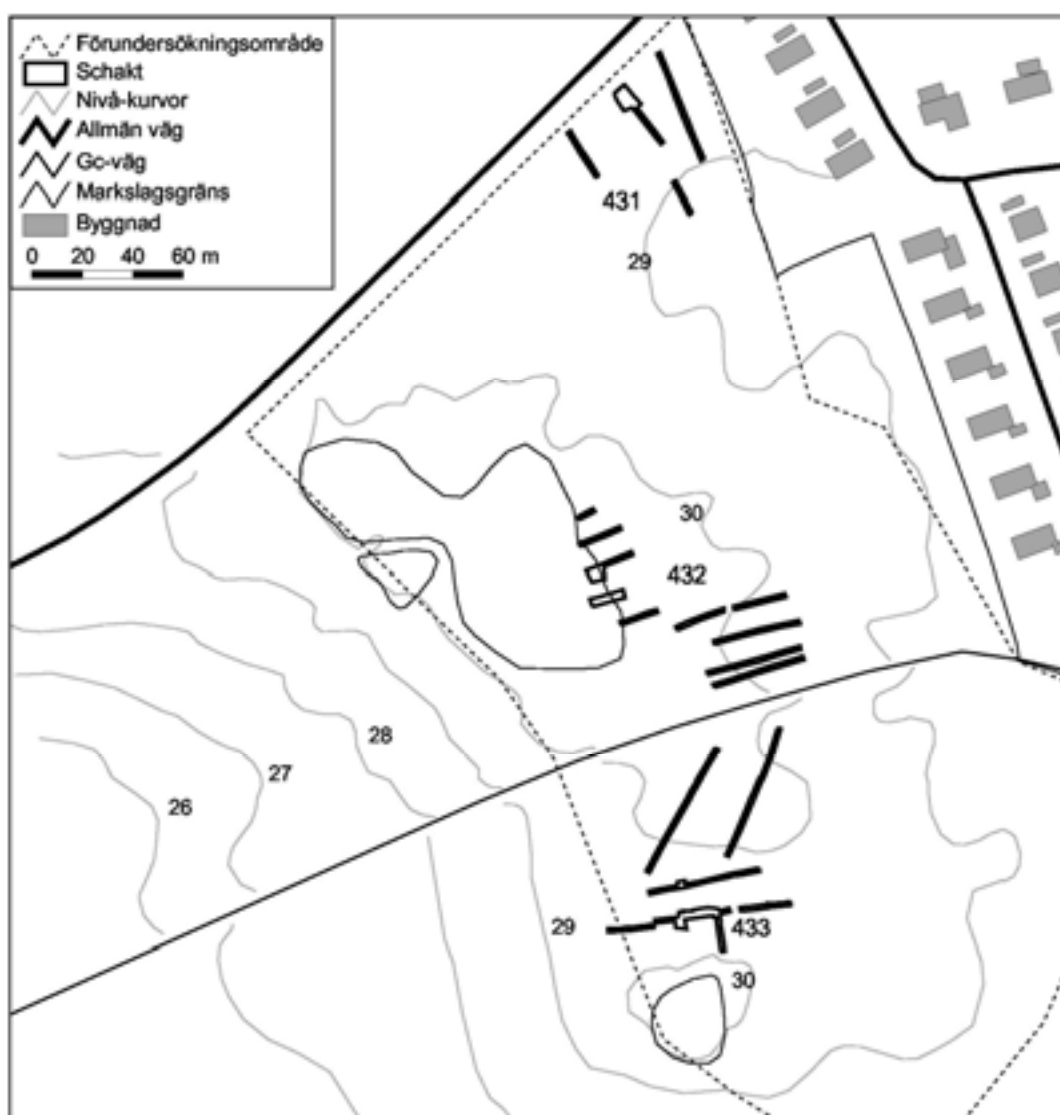 Förundersökningsområde
Schakt
Nivå-kurvor
Allmän väg
Gc-väg
Markslagsgräns
Byggnad
0 20 40 60 m
431
29
30
432
28
27
26
29
433
30